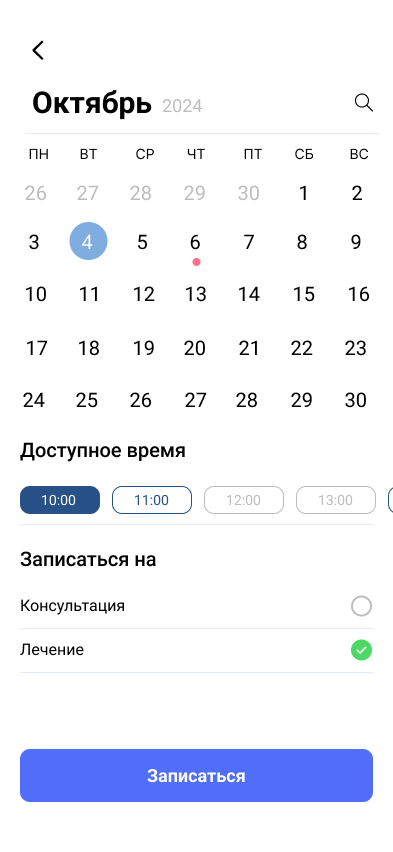 Октябрь 2024
ПН ВТ СР ЧТ ПТ СБ ВС
26 27 28 29 30 1 2
3 4 5 6 7 8 9
10 11 12 13 14 15 16
17 18 19 20 21 22 23
24 25 26 27 28 29 30
Доступное время
10:00 11:00 12:00 13:00
Записаться на
Консультация
Лечение
Записаться